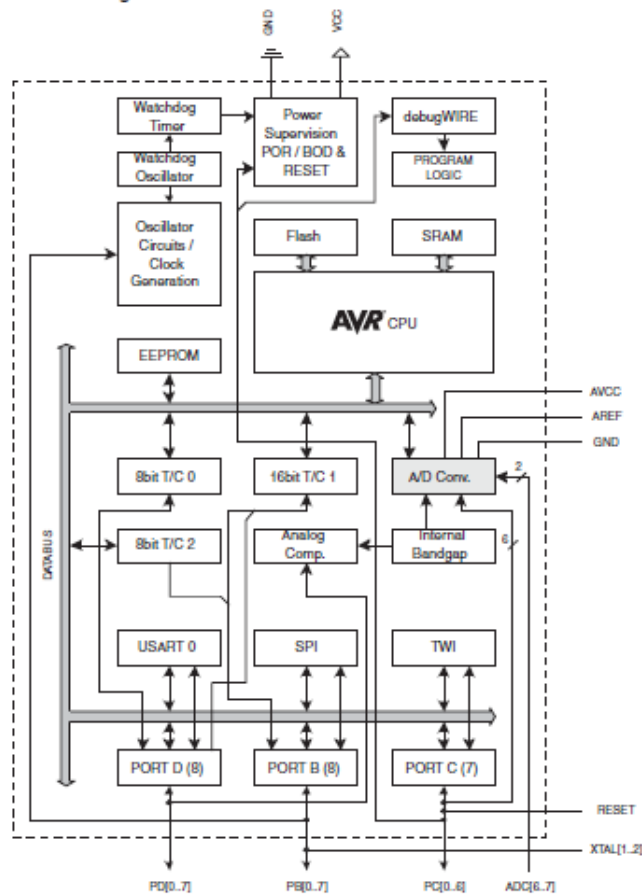 GND
VCC
Watchdog
Timer
Power
Supervision
POR / BOD &
RESET
debugWIRE
Watchdog
Oscillator
PROGRAM
LOGIC
Oscillator
Circuits /
Clock
Generation
Flash
SRAM
AVR CPU
EEPROM
AVCC
AREF
GND
8bit T/C 0
16bit T/C 1
A/D Conv.
2
DATABUS
8bit T/C 2
Analog
Comp.
Internal
Bandgap
6
USART 0
SPI
TWI
PORT D (8)
PORT B (8)
PORT C (7)
RESET
XTAL[1..2]
PD[0..7]
PB[0..7]
PC[0..6]
ADC[6..7]